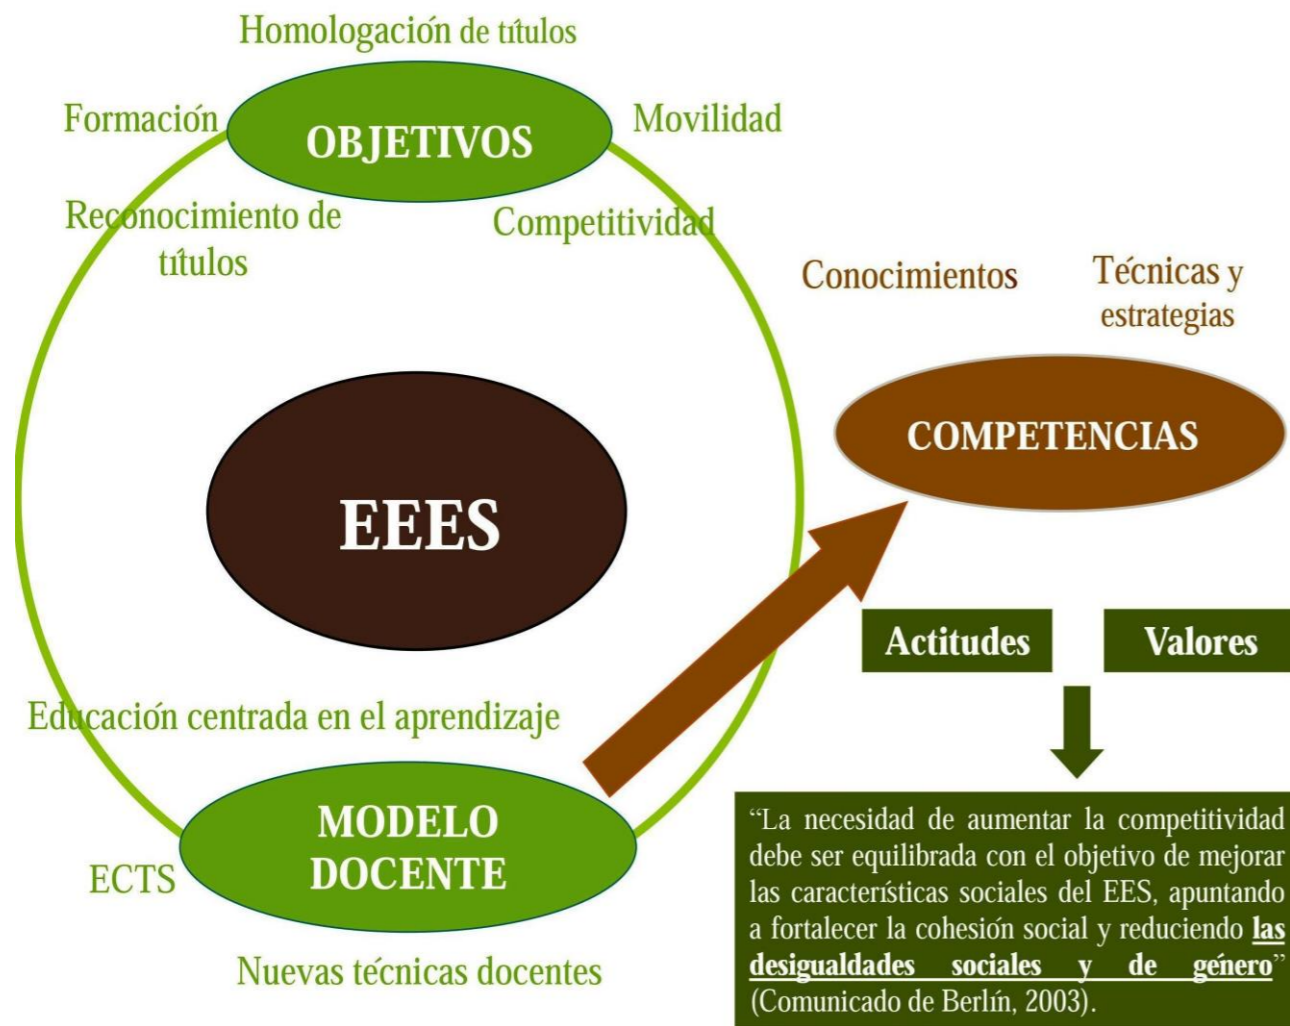 Homologación de títulos
Formación
OBJETIVOS
Movilidad
Reconocimiento de
títulos
Competitividad
Conocimientos
Técnicas y
estrategias
COMPETENCIAS
EEES
Actitudes
Valores
Educación centrada en el aprendizaje
MODELO
DOCENTE
ECTS
Nuevas técnicas docentes
“La necesidad de aumentar la competitividad
debe ser equilibrada con el objetivo de mejorar
las características sociales del EES, apuntando
a fortalecer la cohesión social y reduciendo las
desigualdades sociales y de género”
(Comunicado de Berlín, 2003).